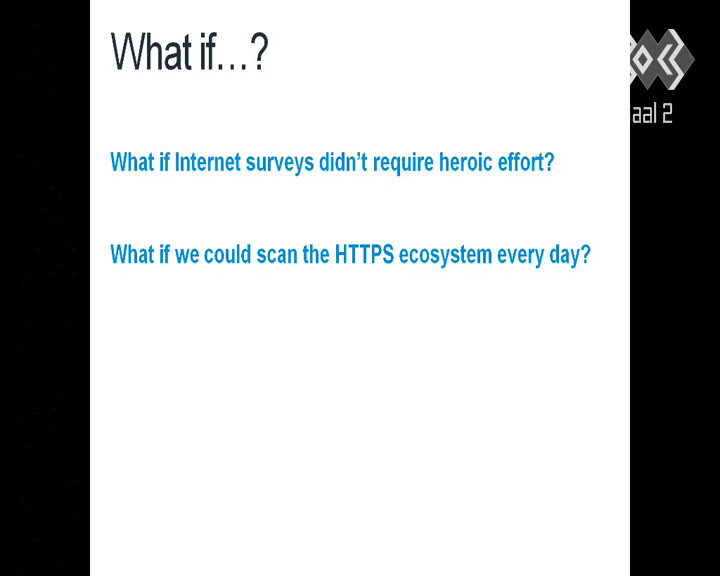 What if…?
What if Internet surveys didn’t require heroic effort?
What if we could scan the HTTPS ecosystem every day?
aal 2